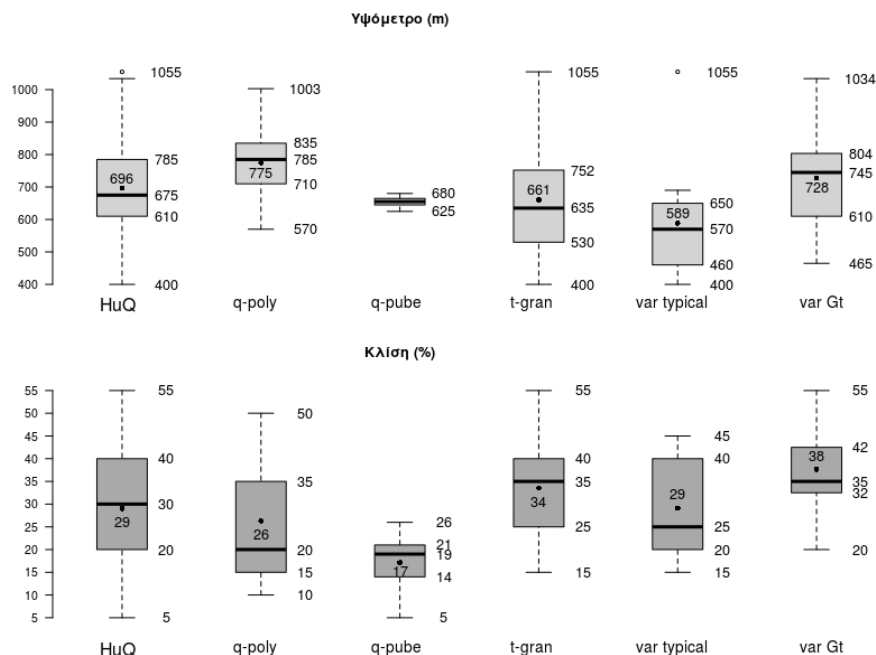 Υψόμετρο (m)
1055 1003 1055 1055 1034
1000
900
800
700
600
500
400
785 696 675 610 400
835 785 775 710 570
680 625
752 661 635 530 400
650 589 570 460 400
804 745 728 610 465
HuQ q-poly q-pube t-gran var typical var Gt
Κλίση (%)
55
50
45
40
35
30
25
20
15
10
5
55 40 30 29 20 5
50 35 26 20 15 10
26 21 19 17 14 5
55 40 35 34 25 15
45 40 29 25 20 15
55 42 38 35 32 20
HuQ q-poly q-pube t-gran var typical var Gt